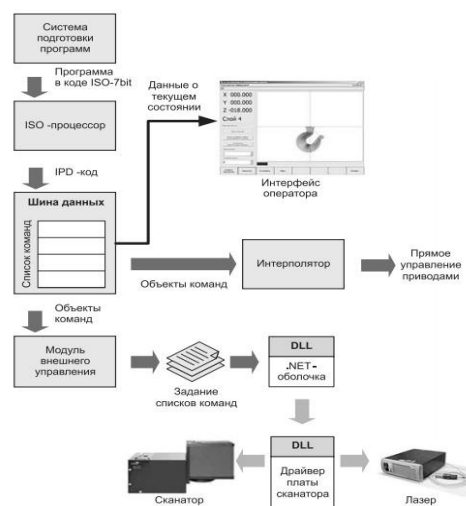 Система
подготовки
программ
Программа
в коде ISO-7bit
Данные о
текущем
состоянии
ISO -процессор
X 000.000
Y 000.000
Z -018.000
Слой 4
IPD -код
Интерфейс
оператора
Шина данных
Список команд
Объекты команд
Интерполятор
Прямое
управление
приводами
Объекты
команд
Модуль
внешнего
управления
Задание
списков команд
DLL
.NET-
оболочка
DLL
Драйвер
платы
сканатора
Сканатор
Лазер